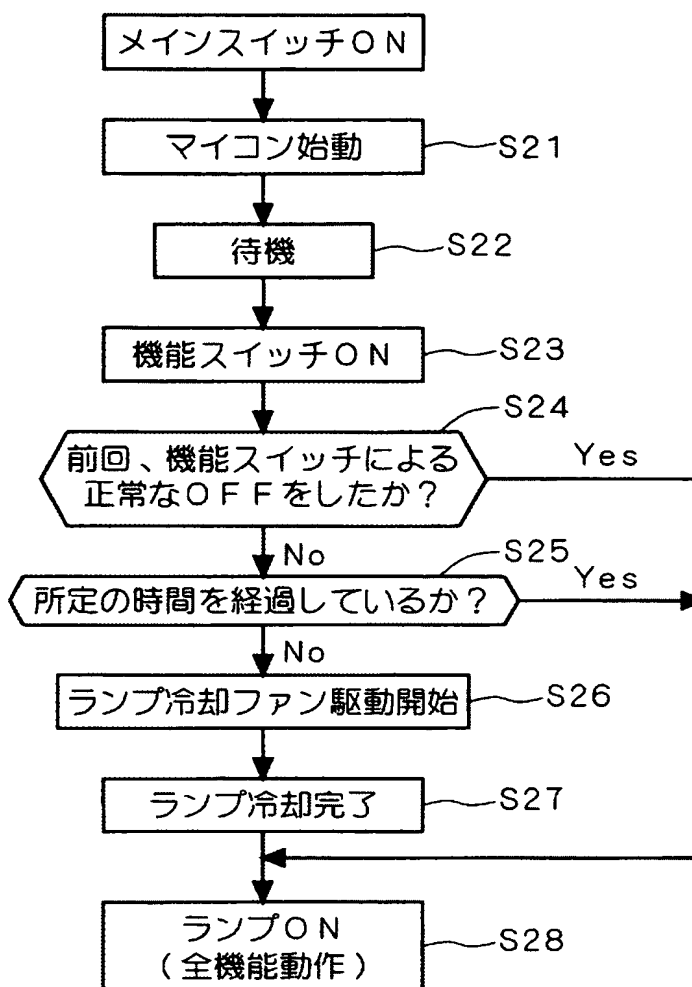 メインスイッチON
マイコン始動
S21
待機
S22
機能スイッチON
S23
S24
前回、機能スイッチによる
正常なOFFをしたか？
Yes
No
S25
所定の時間を経過しているか？
Yes
No
ランプ冷却ファン駆動開始
S26
ランプ冷却完了
S27
ランプON
（全機能動作）
S28